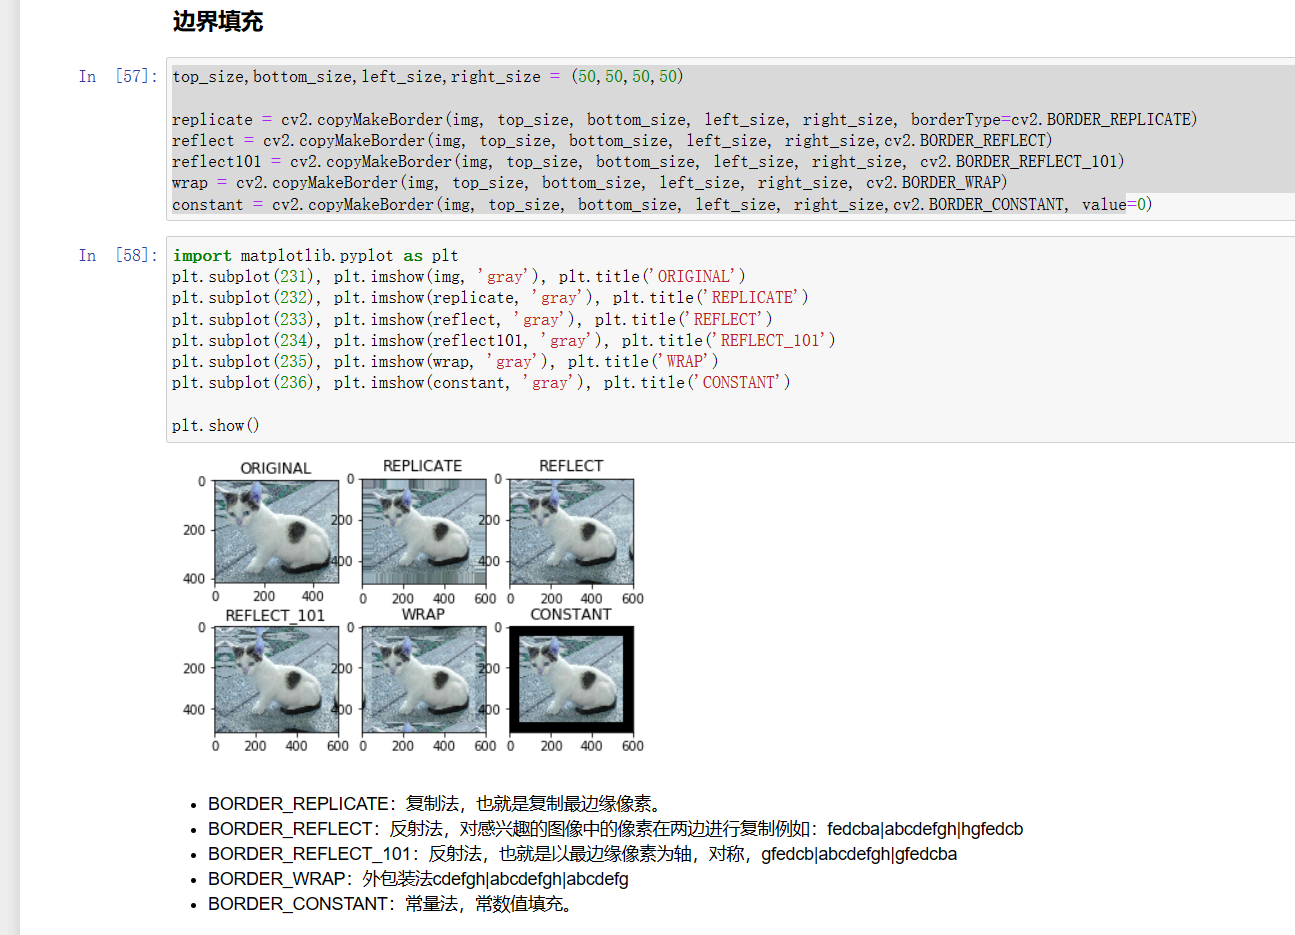 边界填充
In [57]:
top_size,bottom_size,left_size,right_size = (50,50,50,50)
replicate = cv2.copyMakeBorder(img, top_size, bottom_size, left_size, right_size, borderType=cv2.BORDER_REPLICATE)
reflect = cv2.copyMakeBorder(img, top_size, bottom_size, left_size, right_size,cv2.BORDER_REFLECT)
reflect101 = cv2.copyMakeBorder(img, top_size, bottom_size, left_size, right_size, cv2.BORDER_REFLECT_101)
wrap = cv2.copyMakeBorder(img, top_size, bottom_size, left_size, right_size, cv2.BORDER_WRAP)
constant = cv2.copyMakeBorder(img, top_size, bottom_size, left_size, right_size,cv2.BORDER_CONSTANT, value=0)
In [58]:
import matplotlib.pyplot as plt
plt.subplot(231), plt.imshow(img, 'gray'), plt.title('ORIGINAL')
plt.subplot(232), plt.imshow(replicate, 'gray'), plt.title('REPLICATE')
plt.subplot(233), plt.imshow(reflect, 'gray'), plt.title('REFLECT')
plt.subplot(234), plt.imshow(reflect101, 'gray'), plt.title('REFLECT_101')
plt.subplot(235), plt.imshow(wrap, 'gray'), plt.title('WRAP')
plt.subplot(236), plt.imshow(constant, 'gray'), plt.title('CONSTANT')
plt.show()
ORIGINAL REPLICATE REFLECT
0 0 0
200 200 200
400 400 400
0 200 400 0 200 400 600 0 200 400 600
REFLECT_101 WRAP CONSTANT
0 0 0
200 200 200
400 400 400
0 200 400 600 0 200 400 600 0 200 400 600
• BORDER_REPLICATE：复制法，也就是复制最边缘像素。
• BORDER_REFLECT：反射法，对感兴趣的图像中的像素在两边进行复制例如：fedcba|abcdefgh|hgfedcb
• BORDER_REFLECT_101：反射法，也就是以最边缘像素为轴，对称，gfedcb|abcdefgh|gfedcba
• BORDER_WRAP：外包装法cdefgh|abcdefgh|abcdefg
• BORDER_CONSTANT：常量法，常数值填充。